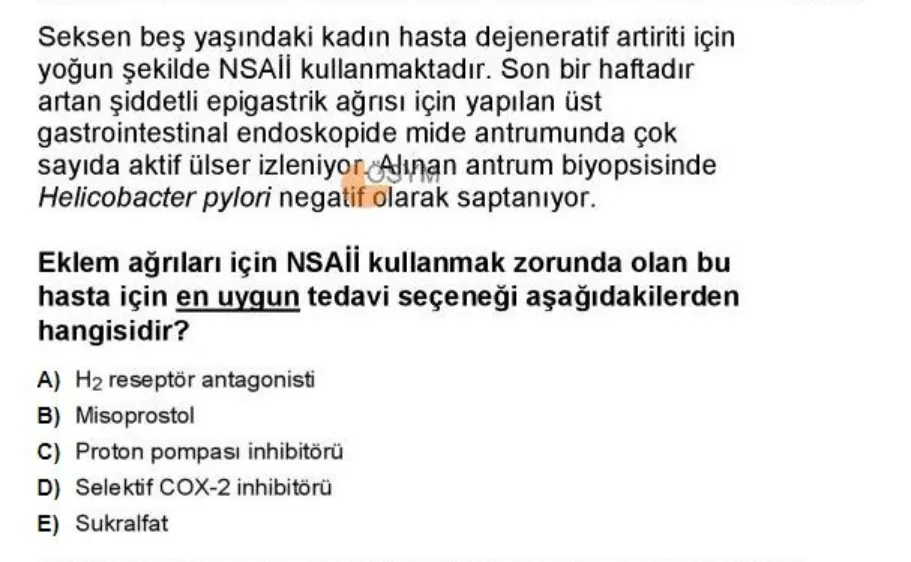 Seksen beş yaşındaki kadın hasta dejeneratif artiriti için
yoğun şekilde NSAİİ kullanmaktadır. Son bir haftadır
artan şiddetli epigastrik ağrısı için yapılan üst
gastrointestinal endoskopide mide antrumunda çok
sayıda aktif ülser izleniyor. Alınan antrum biyopsisinde
ÖSYM
Helicobacter pylori negatif olarak saptanıyor.
Eklem ağrıları için NSAİİ kullanmak zorunda olan bu
hasta için en uygun tedavi seçeneği aşağıdakilerden
hangisidir?
A) H2 reseptör antagonisti
B) Misoprostol
C) Proton pompası inhibitörü
D) Selektif COX-2 inhibitörü
E) Sukralfat